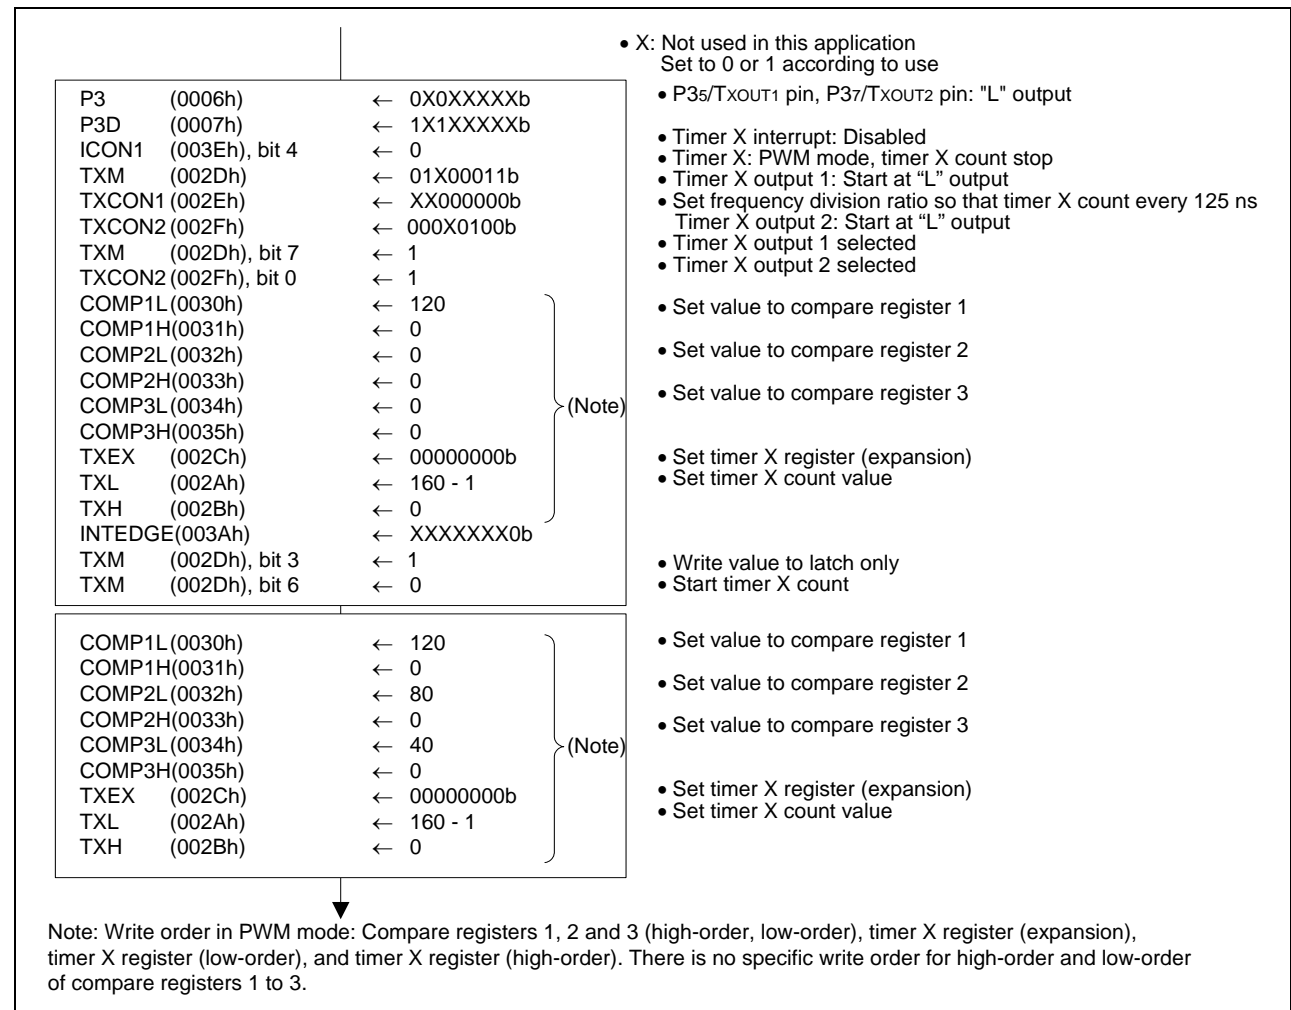 • X: Not used in this application
Set to 0 or 1 according to use
P3 (0006h) ← 0X0XXXXXb • P35/TXOUT1 pin, P37/TXOUT2 pin: "L" output
P3D (0007h) ← 1X1XXXXXb
ICON1 (003Eh), bit 4 ← 0 • Timer X interrupt: Disabled
TXM (002Dh) ← 01X00011b • Timer X: PWM mode, timer X count stop
• Timer X output 1: Start at “L” output
TXCON1 (002Eh) ← XX000000b • Set frequency division ratio so that timer X count every 125 ns
TXCON2 (002Fh) ← 000X0100b Timer X output 2: Start at “L” output
TXM (002Dh), bit 7 ← 1 • Timer X output 1 selected
TXCON2 (002Fh), bit 0 ← 1 • Timer X output 2 selected
COMP1L (0030h) ← 120 • Set value to compare register 1
COMP1H(0031h) ← 0
COMP2L (0032h) ← 0 • Set value to compare register 2
COMP2H(0033h) ← 0
COMP3L (0034h) ← 0 (Note) • Set value to compare register 3
COMP3H(0035h) ← 0
TXEX (002Ch) ← 00000000b • Set timer X register (expansion)
TXL (002Ah) ← 160 - 1 • Set timer X count value
TXH (002Bh) ← 0
INTEDGE(003Ah) ← XXXXXXX0b
TXM (002Dh), bit 3 ← 1 • Write value to latch only
TXM (002Dh), bit 6 ← 0 • Start timer X count
COMP1L (0030h) ← 120 • Set value to compare register 1
COMP1H(0031h) ← 0
COMP2L (0032h) ← 80 • Set value to compare register 2
COMP2H(0033h) ← 0
COMP3L (0034h) ← 40 (Note) • Set value to compare register 3
COMP3H(0035h) ← 0
TXEX (002Ch) ← 00000000b • Set timer X register (expansion)
TXL (002Ah) ← 160 - 1 • Set timer X count value
TXH (002Bh) ← 0
Note: Write order in PWM mode: Compare registers 1, 2 and 3 (high-order, low-order), timer X register (expansion),
timer X register (low-order), and timer X register (high-order). There is no specific write order for high-order and low-order
of compare registers 1 to 3.